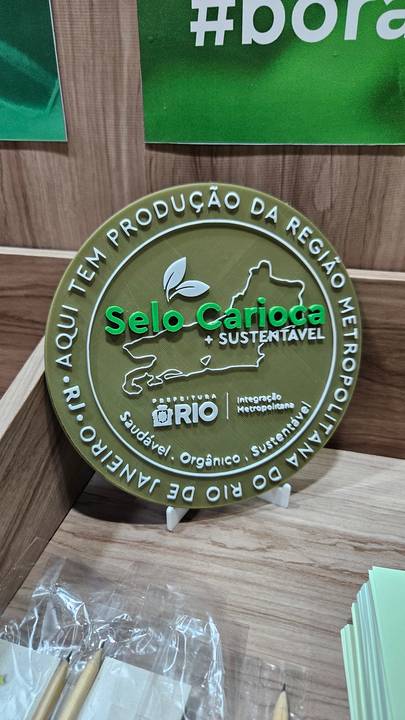 #bora
AQUI TEM PRODUÇÃO DA REGIÃO METROPOLITANA DO RIO DE JANEIRO • RJ •
Selo Carioca
+ SUSTENTÁVEL
PREFEITURA
RIO
Integração
Metropolitana
Saudável . Orgânico . Sustentável